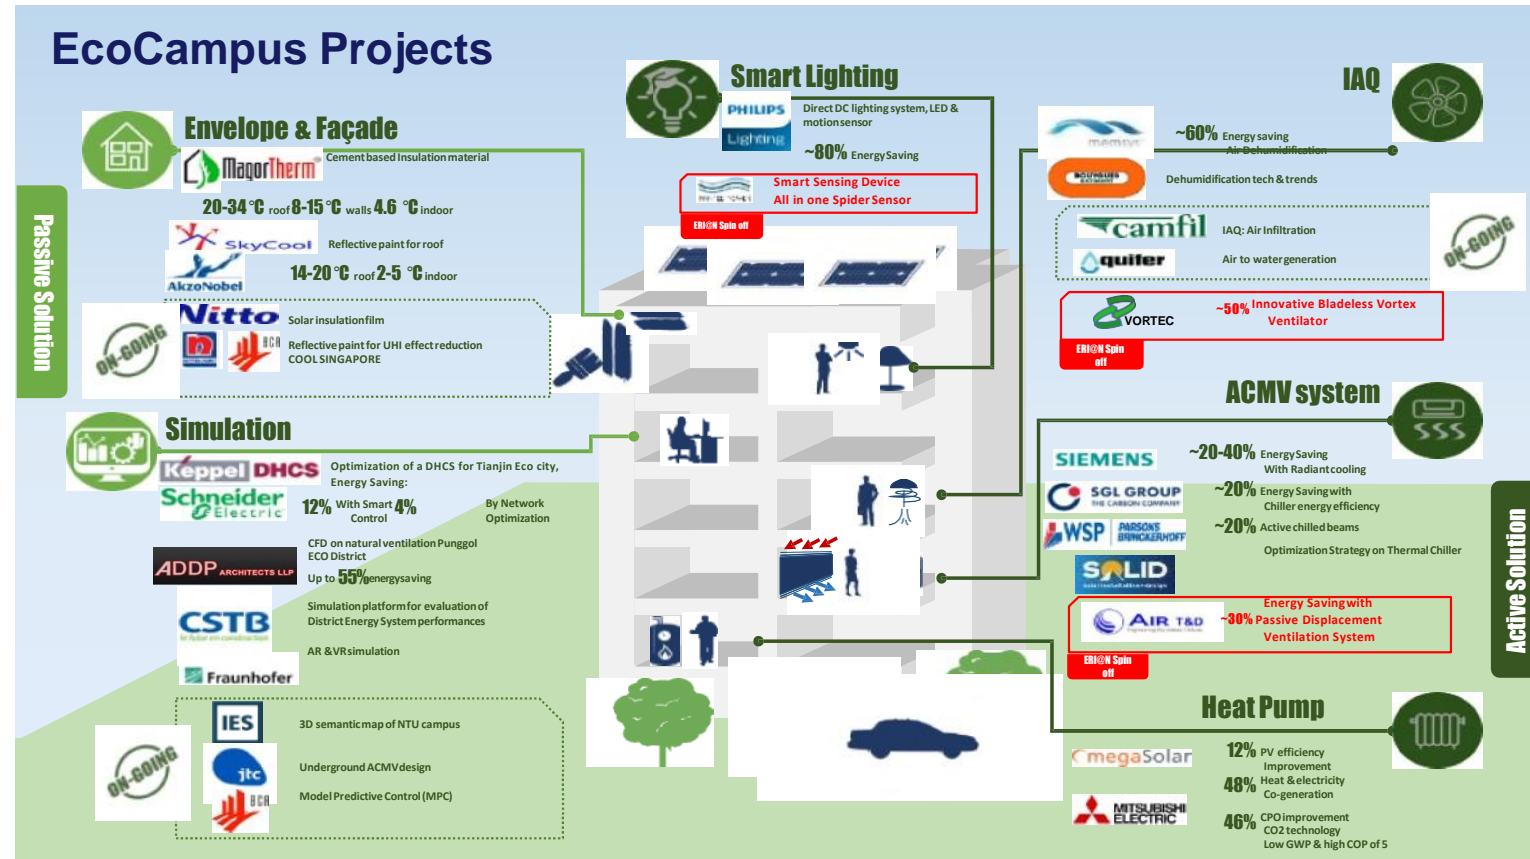 EcoCampus Projects
Passive Solution
Envelope & Façade
MagorTherm®
Cement based Insulation material
20-34 °C roof 8-15 °C walls 4.6 °C indoor
SkyCool
Reflective paint for roof
AkzoNobel
14-20 °C roof 2-5 °C indoor
ON-GOING
Nitto
Solar insulation film
BCA
Reflective paint for UHI effect reduction
COOL SINGAPORE
Simulation
Keppel DHCS
Optimization of a DHCS for Tianjin Eco city,
Energy Saving:
Schneider
Electric
12% With Smart 4% By Network
Control Optimization
ADDP ARCHITECTS LLP
CFD on natural ventilation Punggol
ECO District
Up to 55% energy saving
CSTB
Simulation platform for evaluation of
District Energy System performances
AR & VR simulation
Fraunhofer
ON-GOING
IES
3D semantic map of NTU campus
jtc
Underground ACMV design
BCA
Model Predictive Control (MPC)
Smart Lighting
PHILIPS
Lighting
Direct DC lighting system, LED &
motion sensor
~80% Energy Saving
Smart Sensing Device
All in one Spider Sensor
ERI@N Spin off
IAQ
memsys
~60% Energy saving
Air Dehumidification
BOUYGUES
Dehumidification tech & trends
camfil
IAQ: Air Infiltration
quifer
Air to water generation
ON-GOING
VORTEC
~50% Innovative Bladeless Vortex
Ventilator
ERI@N Spin
off
ACMV system
SIEMENS
~20-40% Energy Saving
With Radiant cooling
SGL GROUP
THE CARBON COMPANY
~20% Energy Saving with
Chiller energy efficiency
WSP PARSONS
BRINCKERHOFF
~20% Active chilled beams
Optimization Strategy on Thermal Chiller
SOLID
AIR T&D
Energy Saving with
~30% Passive Displacement
Ventilation System
ERI@N Spin
off
Active Solution
Heat Pump
megaSolar
12% PV efficiency
Improvement
48% Heat & electricity
Co-generation
MITSUBISHI
ELECTRIC
46% CPO improvement
CO2 technology
Low GWP & high COP of 5